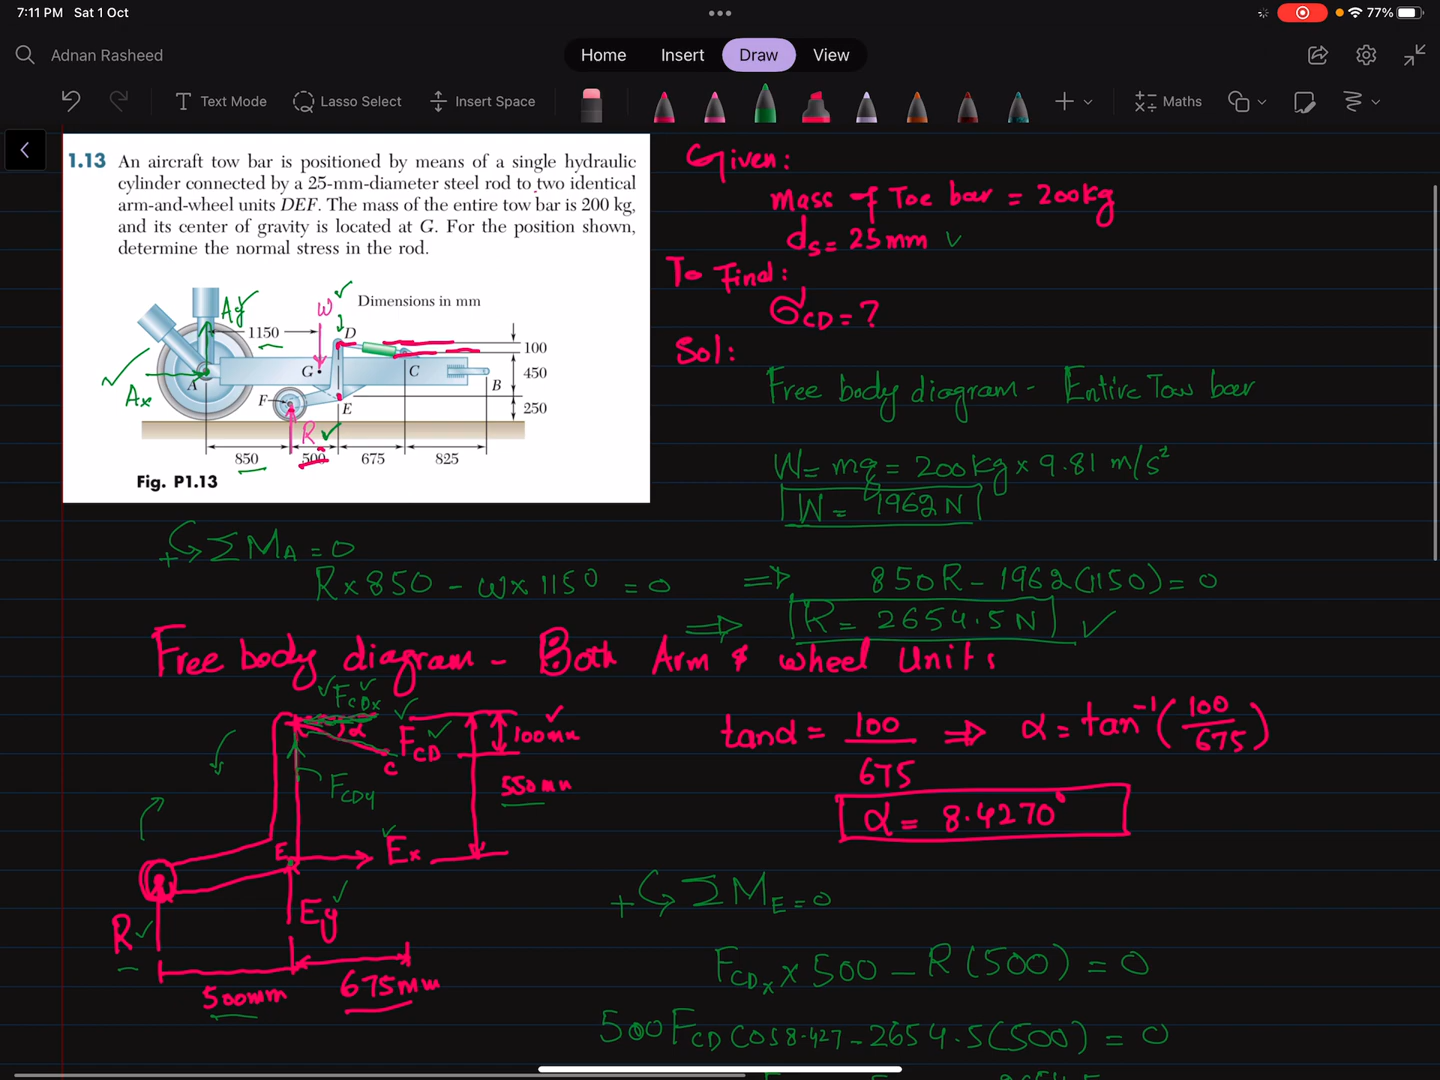 7:11 PM Sat 1 Oct
77%
Adnan Rasheed
Home Insert Draw View
Text Mode Lasso Select Insert Space Maths
1.13 An aircraft tow bar is positioned by means of a single hydraulic
cylinder connected by a 25-mm-diameter steel rod to two identical
arm-and-wheel units DEF. The mass of the entire tow bar is 200 kg,
and its center of gravity is located at G. For the position shown,
determine the normal stress in the rod.
Dimensions in mm
W
Ay
1150
D
100
G
C
450
A
B
Ax
F
E
250
R
850
500
675
825
Fig. P1.13
Given:
Mass of Toe bar = 200kg
ds = 25mm
To Find:
σCD = ?
Sol:
Free body diagram - Entire Tow bar
W = mg = 200kg × 9.81 m/s²
W = 1962N
+ ΣMA = 0
R×850 - W×1150 = 0 ⇒ 850R - 1962(1150) = 0
⇒ R = 2654.5N
Free body diagram - Both Arm & wheel Units
FCDx
α
FCD
C
100mm
FCDy
550mm
E
Ex
Ey
R
500mm
675mm
tanα = 100/675 ⇒ α = tan⁻¹(100/675)
α = 8.4270°
+ ΣME = 0
FCDx × 500 - R(500) = 0
500FCD Cos8.427 - 2654.5(500) = 0